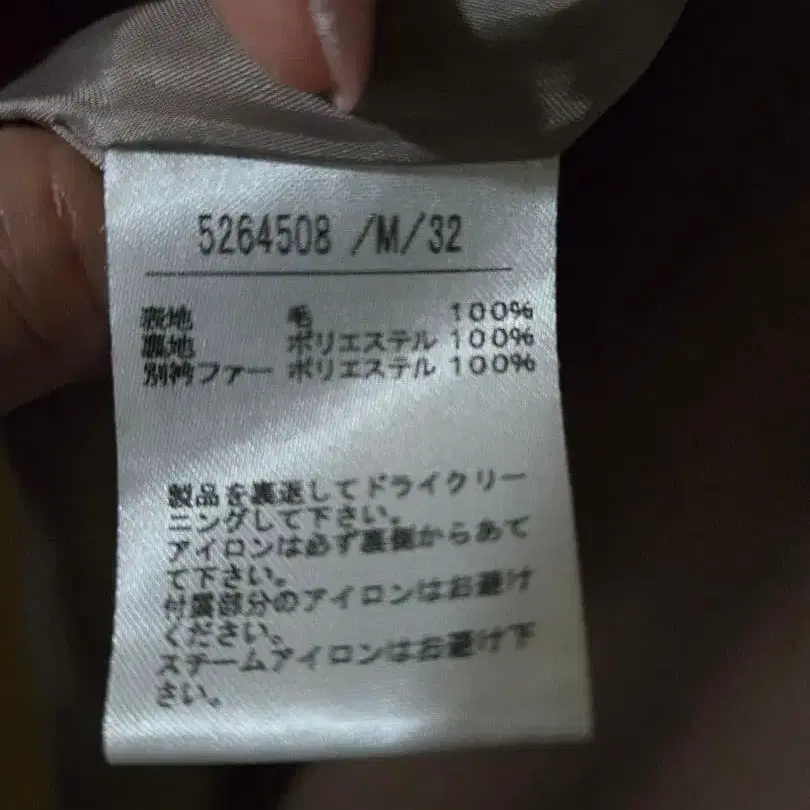 5264508 /M/32
表地 毛 100%
裏地 ポリエステル 100%
別衿ファー ポリエステル 100%
製品を裏返してドライクリー
ニングして下さい。
アイロンは必ず裏側からあて
て下さい。
付属部分のアイロンはお避け
ください。
スチームアイロンはお避け下
さい。